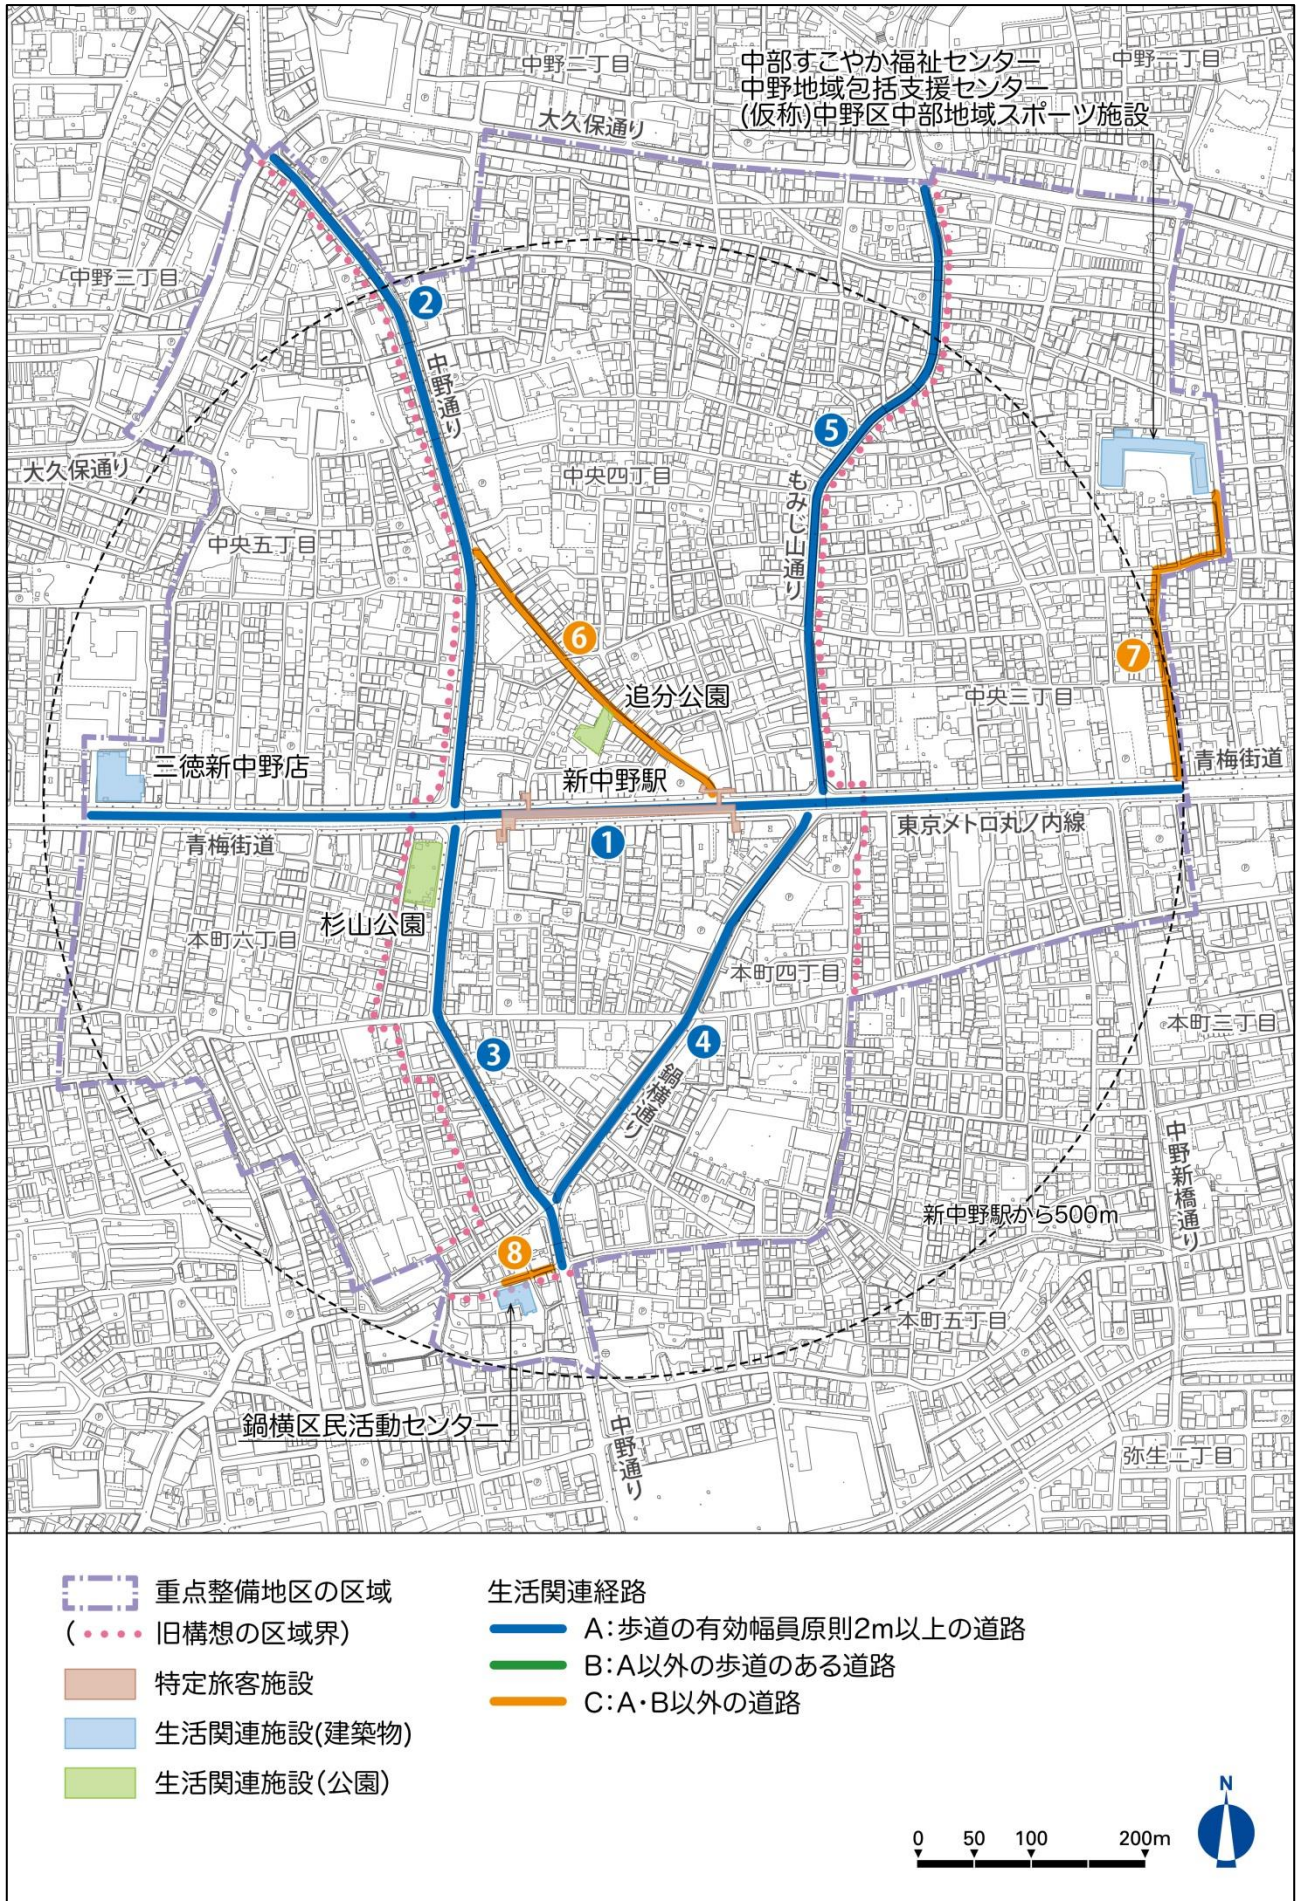 中野二丁目
中部すこやか福祉センター
中野地域包括支援センター
(仮称)中野区中部地域スポーツ施設
中野一丁目
大久保通り
中野三丁目
2
中野通り
5
大久保通り
中央四丁目
もみじ山通り
中央五丁目
6
7
追分公園
中央三丁目
三徳新中野店
新中野駅
青梅街道
1
東京メトロ丸ノ内線
青梅街道
杉山公園
本町六丁目
本町四丁目
本町三丁目
3
4
鍋横通り
中野新橋通り
新中野駅から500m
8
本町五丁目
鍋横区民活動センター
中野通り
弥生二丁目
重点整備地区の区域
(・・・・ 旧構想の区域界)
特定旅客施設
生活関連施設(建築物)
生活関連施設(公園)
生活関連経路
A:歩道の有効幅員原則2m以上の道路
B:A以外の歩道のある道路
C:A・B以外の道路
N
0 50 100 200m